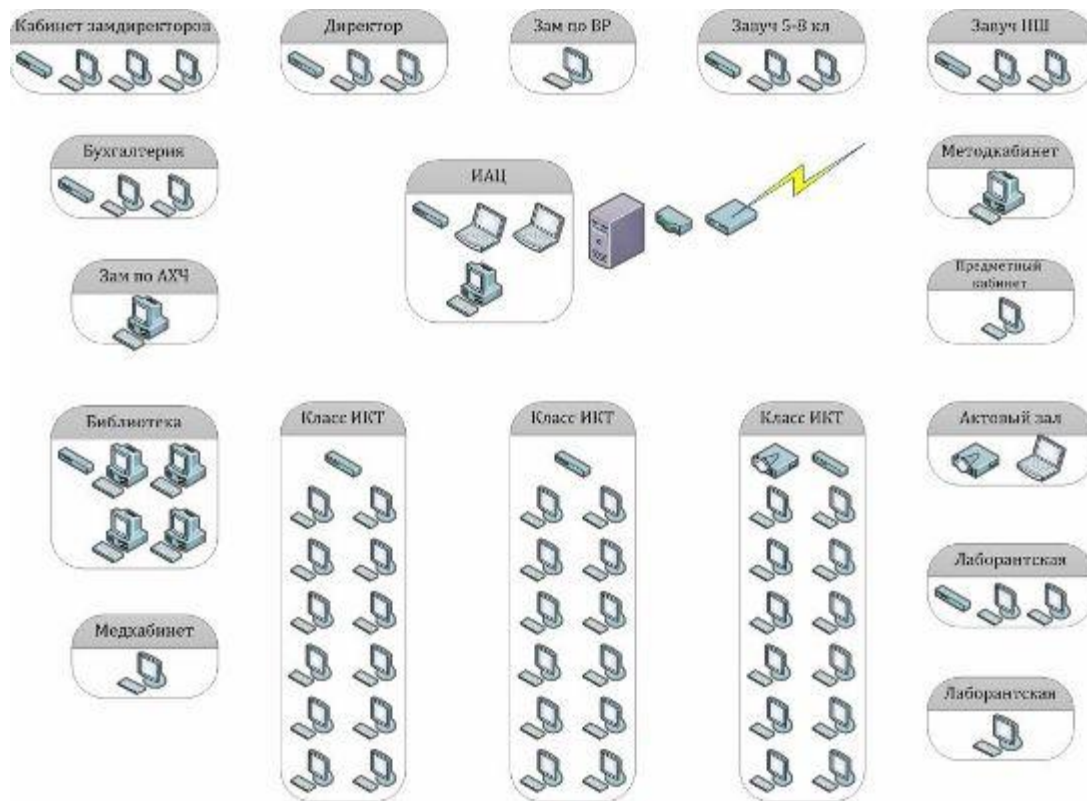 Кабинет замдиректоров
Директор
Зам по ВР
Завуч 5-8 кл
Завуч НШ
Бухгалтерия
ИАЦ
Методкабинет
Зам по АХЧ
Предметный
кабинет
Библиотека
Класс ИКТ
Класс ИКТ
Класс ИКТ
Актовый зал
Лаборантская
Медкабинет
Лаборантская